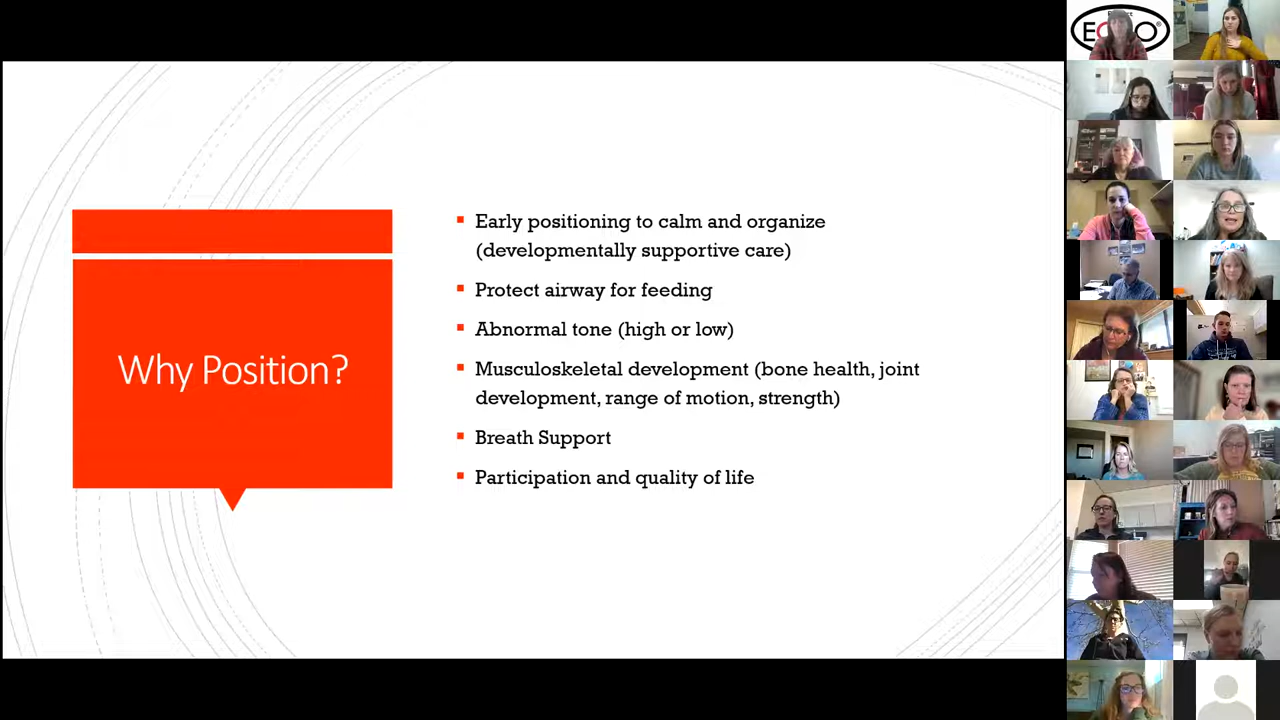 Why Position?
Early positioning to calm and organize
(developmentally supportive care)
Protect airway for feeding
Abnormal tone (high or low)
Musculoskeletal development (bone health, joint
development, range of motion, strength)
Breath Support
Participation and quality of life